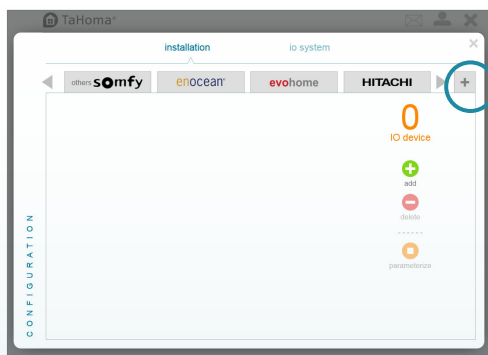 TaHoma®
installation
io system
others somfy
enocean®
evohome
HITACHI
+
0
IO device
add
delete
parameterize
CONFIGURATION